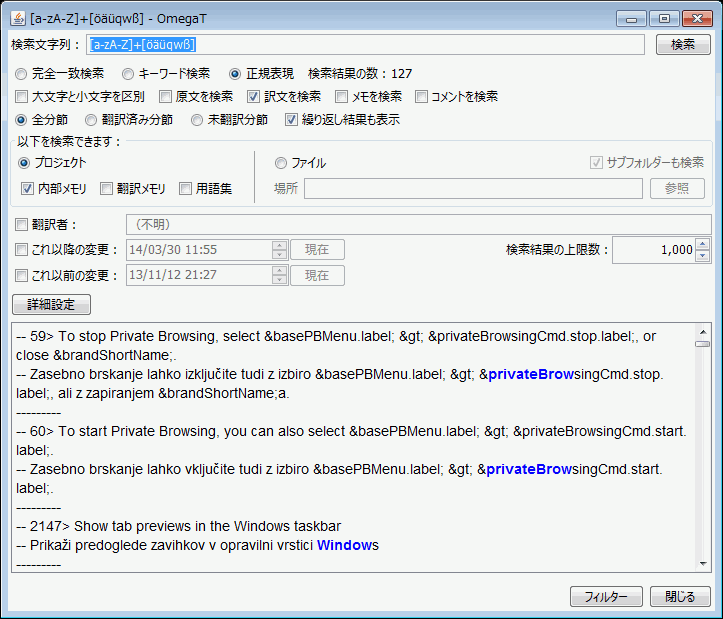 [a-zA-Z]+[öäüqwß] - OmegaT
検索文字列： [a-zA-Z]+[öäüqwß] 検索
完全一致検索 キーワード検索 正規表現 検索結果の数：127
大文字と小文字を区別 原文を検索 訳文を検索 メモを検索 コメントを検索
全分節 翻訳済み分節 未翻訳分節 繰り返し結果も表示
以下を検索できます：
プロジェクト ファイル サブフォルダーも検索
内部メモリ 翻訳メモリ 用語集 場所 参照
翻訳者： （不明）
これ以降の変更： 14/03/30 11:55 現在 検索結果の上限数： 1,000
これ以前の変更： 13/11/12 21:27 現在
詳細設定
-- 59> To stop Private Browsing, select &basePBMenu.label; &gt; &privateBrowsingCmd.stop.label;, or
close &brandShortName;.
-- Zasebno brskanje lahko izključite tudi z izbiro &basePBMenu.label; &gt; &privateBrowsingCmd.stop.
label;, ali z zapiranjem &brandShortName;a.
---------
-- 60> To start Private Browsing, you can also select &basePBMenu.label; &gt; &privateBrowsingCmd.start.
label;.
-- Zasebno brskanje lahko vključite tudi z izbiro &basePBMenu.label; &gt; &privateBrowsingCmd.start.
label;.
---------
-- 2147> Show tab previews in the Windows taskbar
-- Prikaži predoglede zavihkov v opravilni vrstici Windows
---------
フィルター 閉じる